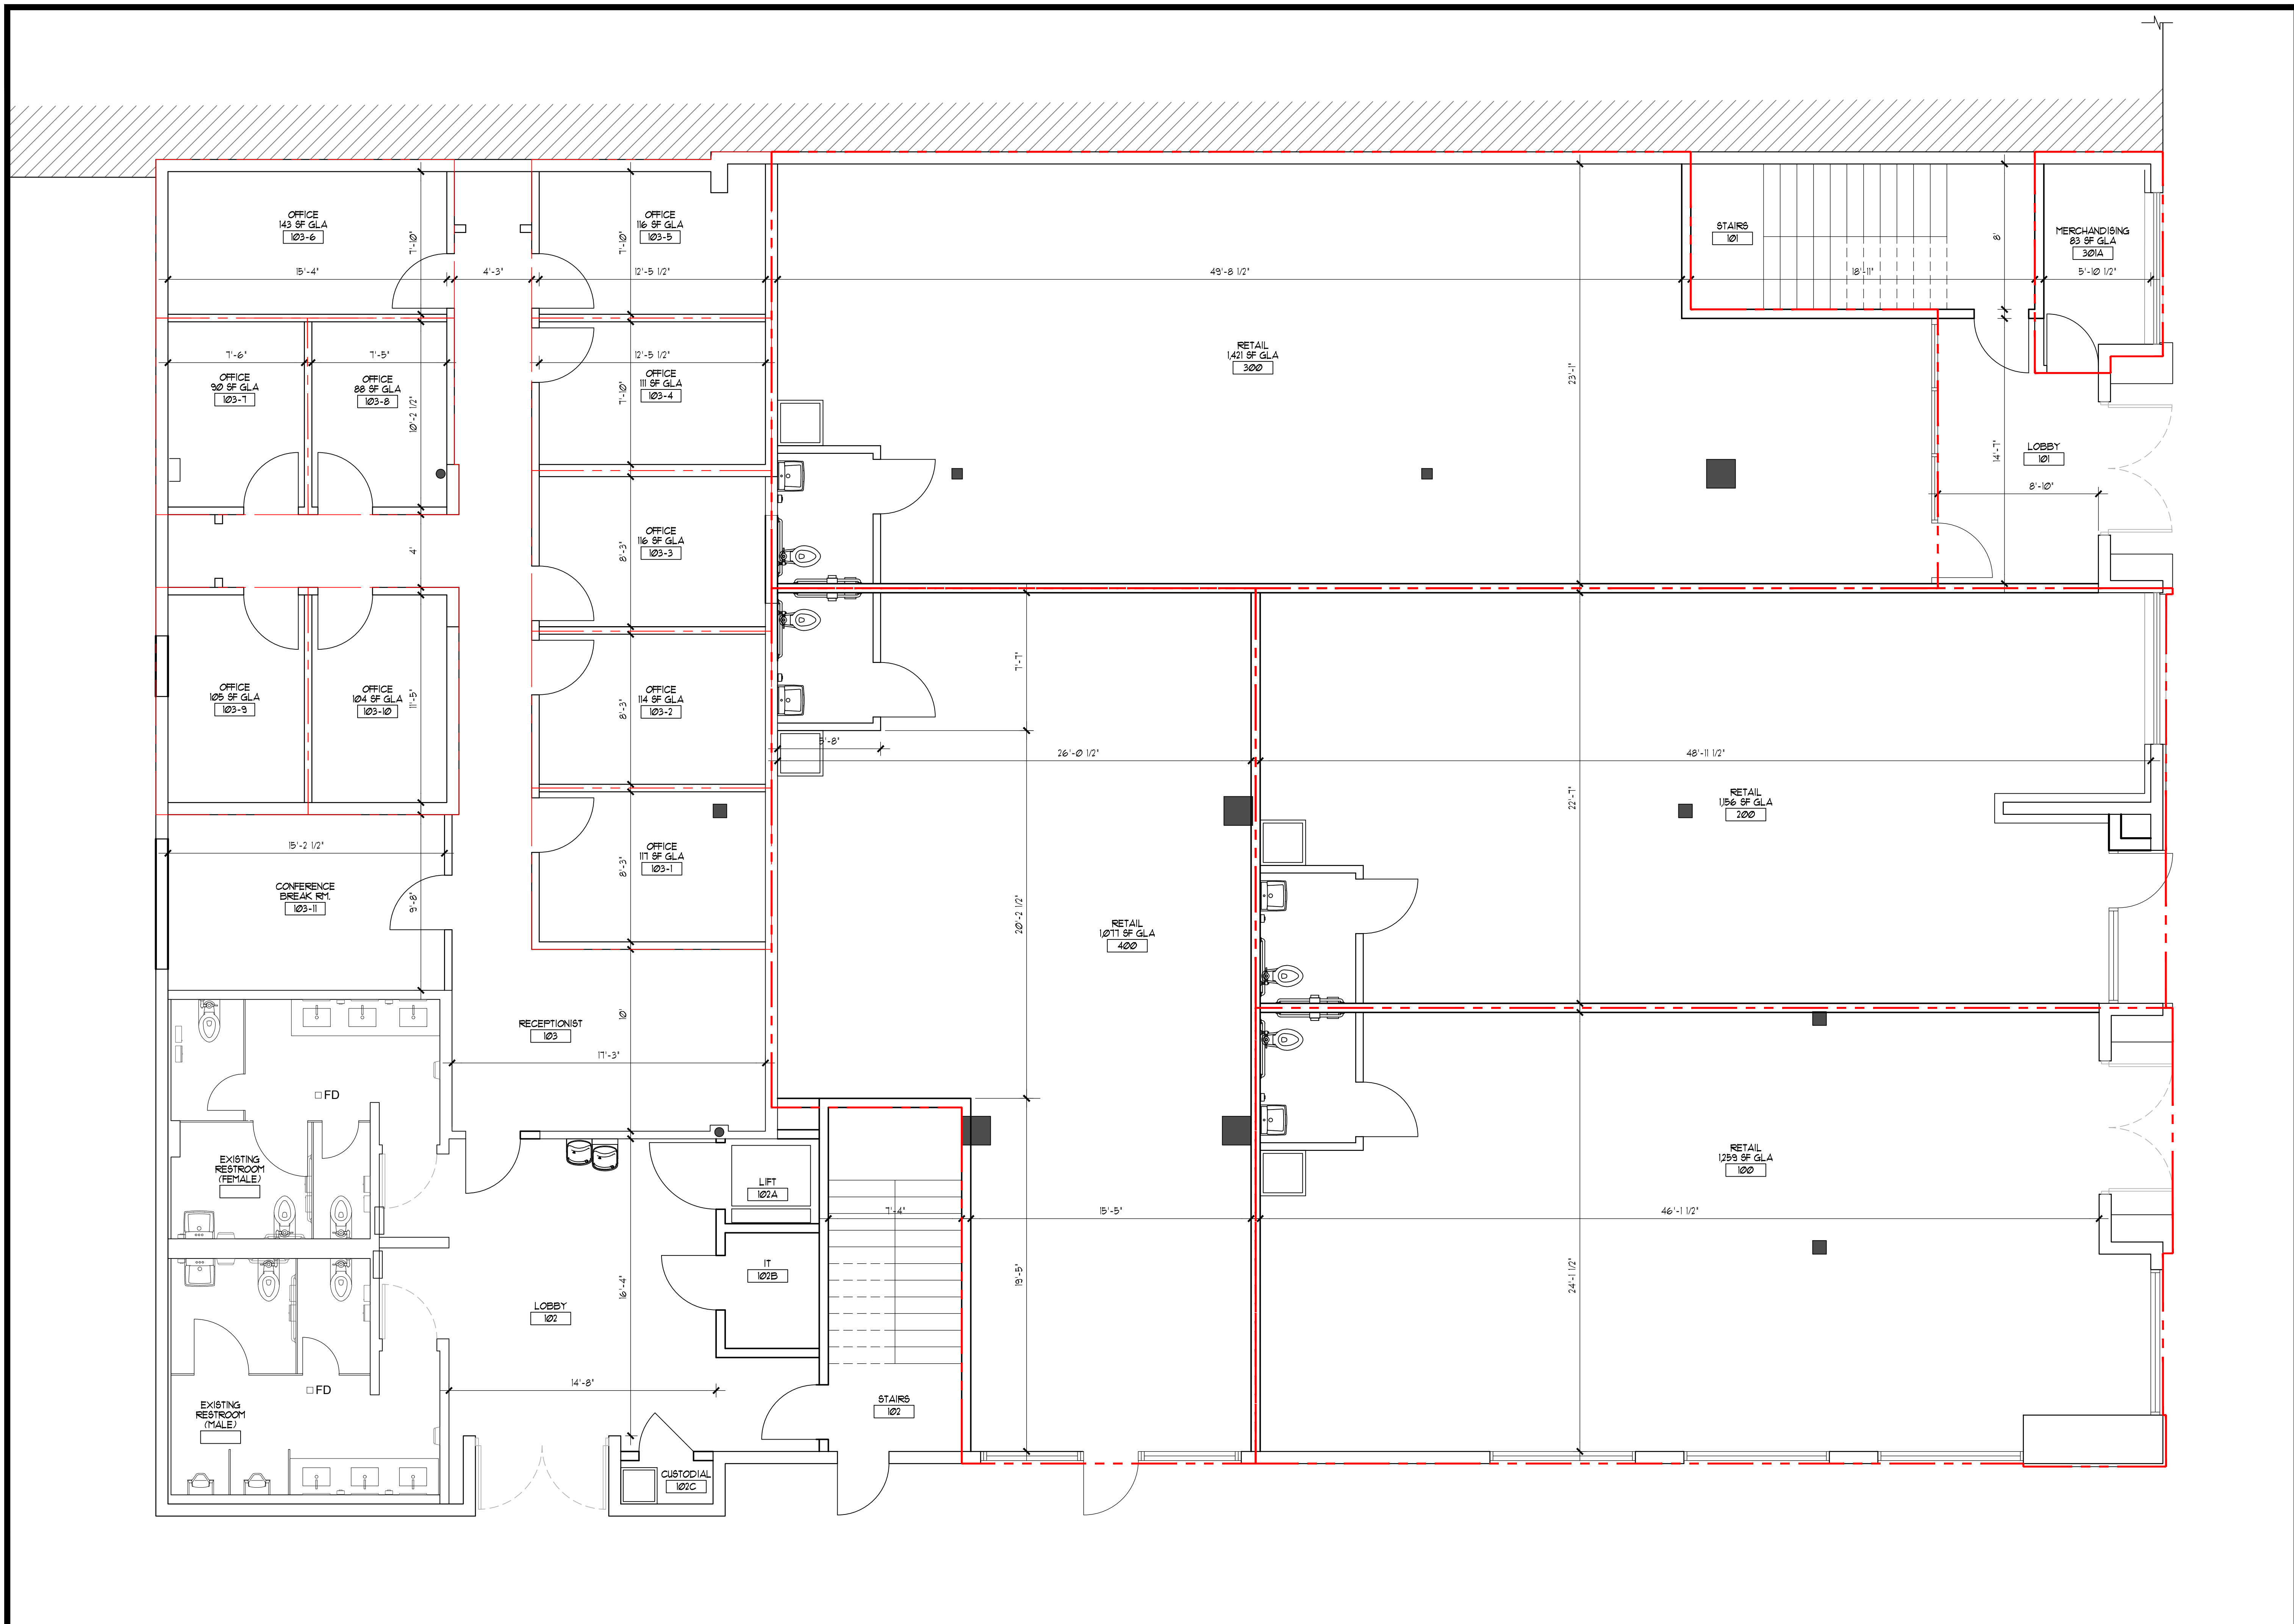 OFFICE
143 SF GLA
103-6
7'-10"
15'-4"
4'-3"
OFFICE
116 SF GLA
103-5
7'-10"
12'-5 1/2"
49'-8 1/2"
STAIRS
101
18'-11"
8'
MERCHANDISING
83 SF GLA
301A
5'-10 1/2"
7'-6"
7'-5"
OFFICE
90 SF GLA
103-7
OFFICE
88 SF GLA
103-8
10'-2 1/2"
12'-5 1/2"
OFFICE
111 SF GLA
103-4
7'-10"
RETAIL
1,421 SF GLA
300
23'-1"
LOBBY
101
14'-7"
8'-10"
4'
OFFICE
116 SF GLA
103-3
8'-3"
OFFICE
105 SF GLA
103-9
OFFICE
104 SF GLA
103-10
11'-5"
OFFICE
114 SF GLA
103-2
8'-3"
7'-7"
5'-8"
26'-0 1/2"
48'-11 1/2"
RETAIL
1,156 SF GLA
200
22'-7"
15'-2 1/2"
CONFERENCE
BREAK RM.
103-11
9'-8"
OFFICE
117 SF GLA
103-1
8'-3"
20'-2 1/2"
RETAIL
1,077 SF GLA
400
RECEPTIONIST
103
10'
17'-3"
FD
EXISTING
RESTROOM
(FEMALE)
LIFT
102A
7'-4"
15'-5"
RETAIL
1,259 SF GLA
100
46'-1 1/2"
24'-1 1/2"
19'-5"
IT
102B
LOBBY
102
16'-4"
14'-8"
FD
EXISTING
RESTROOM
(MALE)
STAIRS
102
CUSTODIAL
102C